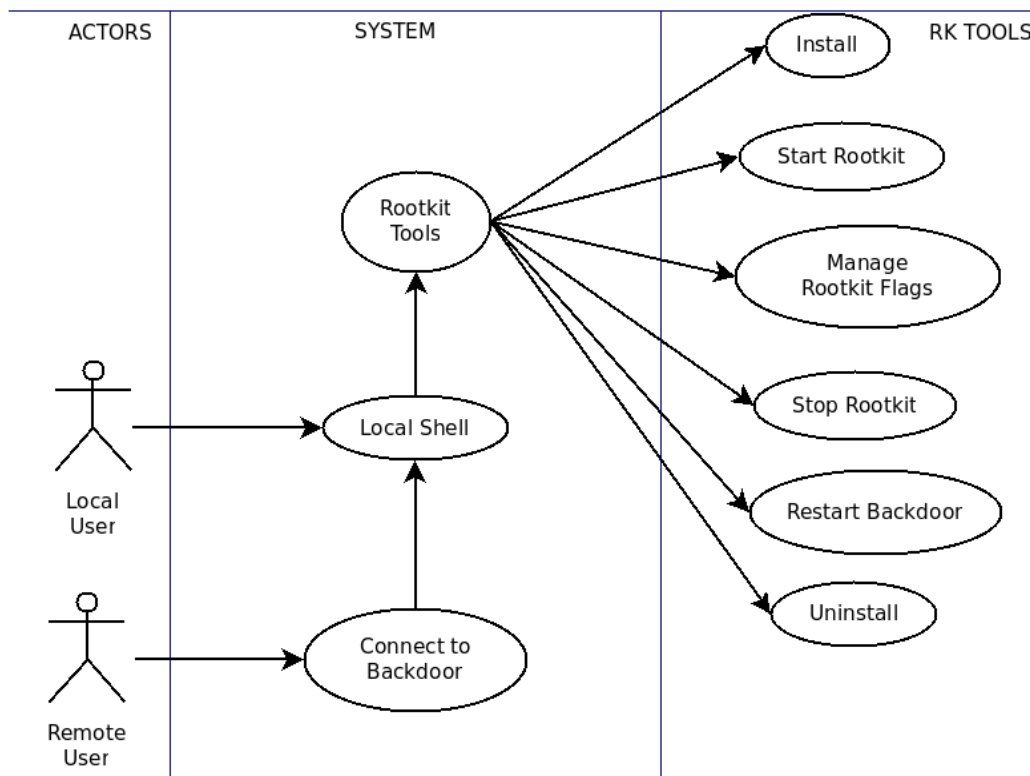 ACTORS
SYSTEM
RK TOOLS
Install
Start Rootkit
Rootkit
Tools
Manage
Rootkit Flags
Stop Rootkit
Local Shell
Local
User
Restart Backdoor
Uninstall
Connect to
Backdoor
Remote
User